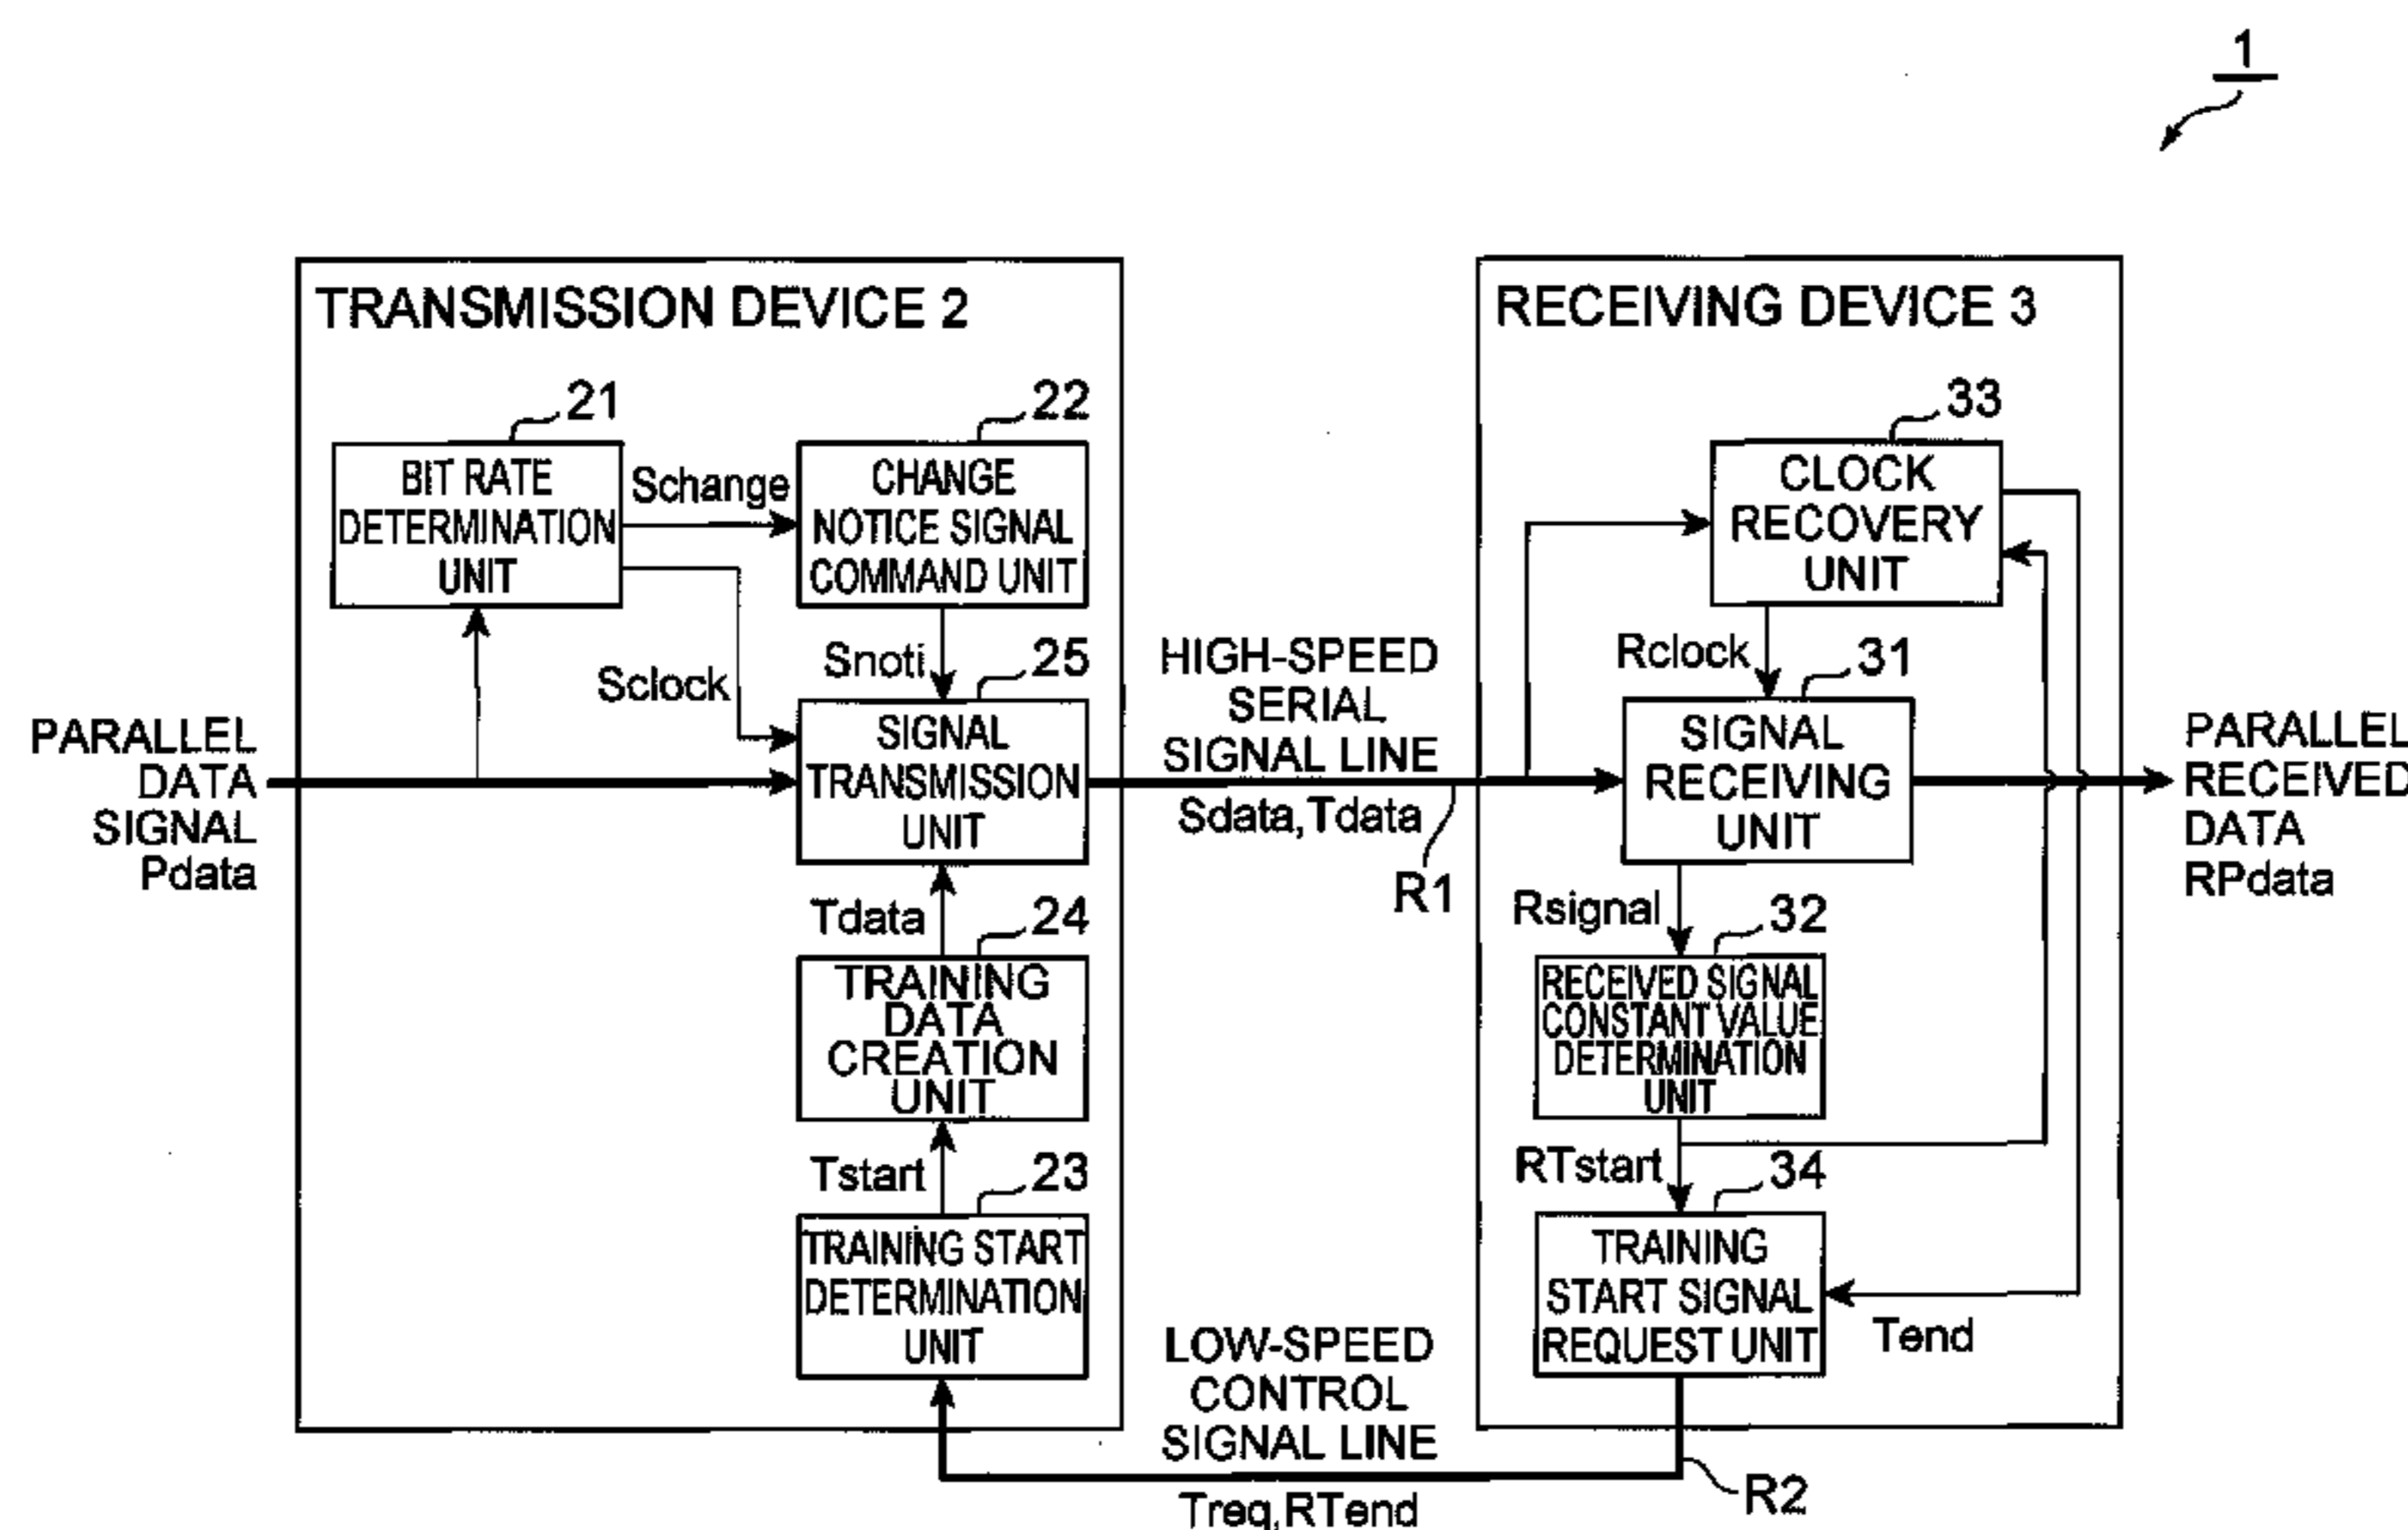 1
TRANSMISSION DEVICE 2
RECEIVING DEVICE 3
21
BIT RATE
DETERMINATION
UNIT
Schange
22
CHANGE
NOTICE SIGNAL
COMMAND UNIT
Sclock
Snoti
25
SIGNAL
TRANSMISSION
UNIT
PARALLEL
DATA
SIGNAL
Pdata
Tdata
24
TRAINING
DATA
CREATION
UNIT
Tstart
23
TRAINING START
DETERMINATION
UNIT
HIGH-SPEED
SERIAL
SIGNAL LINE
Sdata,Tdata
R1
33
CLOCK
RECOVERY
UNIT
Rclock
31
SIGNAL
RECEIVING
UNIT
PARALLEL
RECEIVED
DATA
RPdata
Rsignal
32
RECEIVED SIGNAL
CONSTANT VALUE
DETERMINATION
UNIT
RTstart
34
TRAINING
START SIGNAL
REQUEST UNIT
Tend
LOW-SPEED
CONTROL
SIGNAL LINE
Treq,RTend
R2